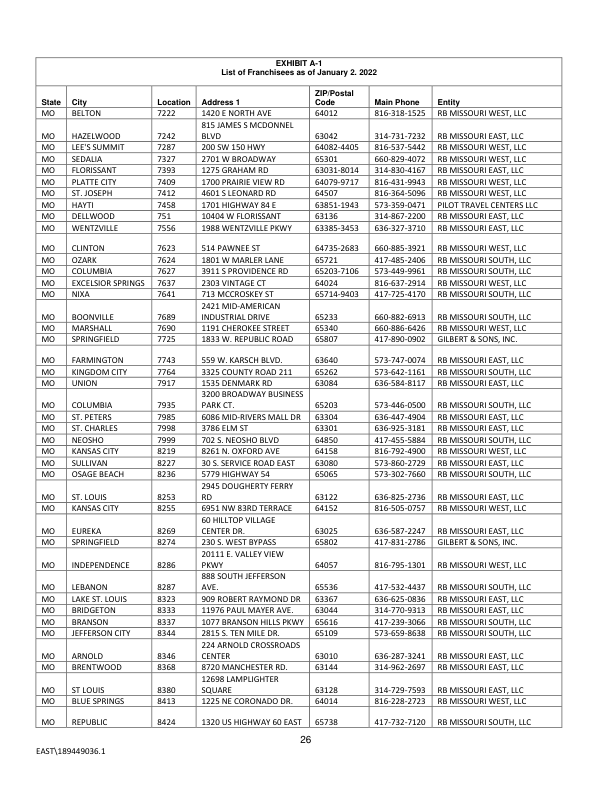 EXHIBIT A-1
List of Franchisees as of January 2. 2022
State City Location Address 1 ZIP/Postal Code Main Phone Entity
MO BELTON 7222 1420 E NORTH AVE 64012 816-318-1525 RB MISSOURI WEST, LLC
815 JAMES S MCDONNEL
MO HAZELWOOD 7242 BLVD 63042 314-731-7232 RB MISSOURI EAST, LLC
MO LEE'S SUMMIT 7287 200 SW 150 HWY 64082-4405 816-537-5442 RB MISSOURI WEST, LLC
MO SEDALIA 7327 2701 W BROADWAY 65301 660-829-4072 RB MISSOURI WEST, LLC
MO FLORISSANT 7393 1275 GRAHAM RD 63031-8014 314-830-4167 RB MISSOURI EAST, LLC
MO PLATTE CITY 7409 1700 PRAIRIE VIEW RD 64079-9717 816-431-9943 RB MISSOURI WEST, LLC
MO ST. JOSEPH 7412 4601 S LEONARD RD 64507 816-364-5096 RB MISSOURI WEST, LLC
MO HAYTI 7458 1701 HIGHWAY 84 E 63851-1943 573-359-0471 PILOT TRAVEL CENTERS LLC
MO DELLWOOD 751 10404 W FLORISSANT 63136 314-867-2200 RB MISSOURI EAST, LLC
MO WENTZVILLE 7556 1988 WENTZVILLE PKWY 63385-3453 636-327-3710 RB MISSOURI EAST, LLC
MO CLINTON 7623 514 PAWNEE ST 64735-2683 660-885-3921 RB MISSOURI WEST, LLC
MO OZARK 7624 1801 W MARLER LANE 65721 417-485-2406 RB MISSOURI SOUTH, LLC
MO COLUMBIA 7627 3911 S PROVIDENCE RD 65203-7106 573-449-9961 RB MISSOURI SOUTH, LLC
MO EXCELSIOR SPRINGS 7637 2303 VINTAGE CT 64024 816-637-2914 RB MISSOURI WEST, LLC
MO NIXA 7641 713 MCCROSKEY ST 65714-9403 417-725-4170 RB MISSOURI SOUTH, LLC
2421 MID-AMERICAN
MO BOONVILLE 7689 INDUSTRIAL DRIVE 65233 660-882-6913 RB MISSOURI SOUTH, LLC
MO MARSHALL 7690 1191 CHEROKEE STREET 65340 660-886-6426 RB MISSOURI WEST, LLC
MO SPRINGFIELD 7725 1833 W. REPUBLIC ROAD 65807 417-890-0902 GILBERT & SONS, INC.
MO FARMINGTON 7743 559 W. KARSCH BLVD. 63640 573-747-0074 RB MISSOURI EAST, LLC
MO KINGDOM CITY 7764 3325 COUNTY ROAD 211 65262 573-642-1161 RB MISSOURI SOUTH, LLC
MO UNION 7917 1535 DENMARK RD 63084 636-584-8117 RB MISSOURI EAST, LLC
3200 BROADWAY BUSINESS
MO COLUMBIA 7935 PARK CT. 65203 573-446-0500 RB MISSOURI SOUTH, LLC
MO ST. PETERS 7985 6086 MID-RIVERS MALL DR 63304 636-447-4904 RB MISSOURI EAST, LLC
MO ST. CHARLES 7998 3786 ELM ST 63301 636-925-3181 RB MISSOURI EAST, LLC
MO NEOSHO 7999 702 S. NEOSHO BLVD 64850 417-455-5884 RB MISSOURI SOUTH, LLC
MO KANSAS CITY 8219 8261 N. OXFORD AVE 64158 816-792-4900 RB MISSOURI WEST, LLC
MO SULLIVAN 8227 30 S. SERVICE ROAD EAST 63080 573-860-2729 RB MISSOURI EAST, LLC
MO OSAGE BEACH 8236 5779 HIGHWAY 54 65065 573-302-7660 RB MISSOURI SOUTH, LLC
2945 DOUGHERTY FERRY
MO ST. LOUIS 8253 RD 63122 636-825-2736 RB MISSOURI EAST, LLC
MO KANSAS CITY 8255 6951 NW 83RD TERRACE 64152 816-505-0757 RB MISSOURI WEST, LLC
60 HILLTOP VILLAGE
MO EUREKA 8269 CENTER DR. 63025 636-587-2247 RB MISSOURI EAST, LLC
MO SPRINGFIELD 8274 230 S. WEST BYPASS 65802 417-831-2786 GILBERT & SONS, INC.
20111 E. VALLEY VIEW
MO INDEPENDENCE 8286 PKWY 64057 816-795-1301 RB MISSOURI WEST, LLC
888 SOUTH JEFFERSON
MO LEBANON 8287 AVE. 65536 417-532-4437 RB MISSOURI SOUTH, LLC
MO LAKE ST. LOUIS 8323 909 ROBERT RAYMOND DR 63367 636-625-0836 RB MISSOURI EAST, LLC
MO BRIDGETON 8333 11976 PAUL MAYER AVE. 63044 314-770-9313 RB MISSOURI EAST, LLC
MO BRANSON 8337 1077 BRANSON HILLS PKWY 65616 417-239-3066 RB MISSOURI SOUTH, LLC
MO JEFFERSON CITY 8344 2815 S. TEN MILE DR. 65109 573-659-8638 RB MISSOURI SOUTH, LLC
224 ARNOLD CROSSROADS
MO ARNOLD 8346 CENTER 63010 636-287-3241 RB MISSOURI EAST, LLC
MO BRENTWOOD 8368 8720 MANCHESTER RD. 63144 314-962-2697 RB MISSOURI EAST, LLC
12698 LAMPLIGHTER
MO ST LOUIS 8380 SQUARE 63128 314-729-7593 RB MISSOURI EAST, LLC
MO BLUE SPRINGS 8413 1225 NE CORONADO DR. 64014 816-228-2723 RB MISSOURI WEST, LLC
MO REPUBLIC 8424 1320 US HIGHWAY 60 EAST 65738 417-732-7120 RB MISSOURI SOUTH, LLC
26
EAST\189449036.1